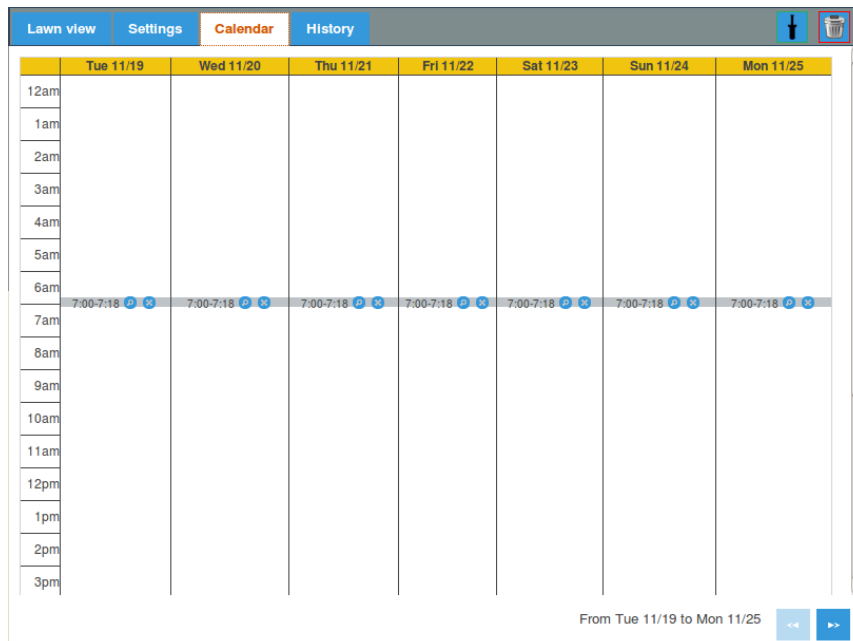 Lawn view Settings Calendar History
Tue 11/19 Wed 11/20 Thu 11/21 Fri 11/22 Sat 11/23 Sun 11/24 Mon 11/25
12am
1am
2am
3am
4am
5am
6am
7:00-7:18 7:00-7:18 7:00-7:18 7:00-7:18 7:00-7:18 7:00-7:18 7:00-7:18
7am
8am
9am
10am
11am
12pm
1pm
2pm
3pm
From Tue 11/19 to Mon 11/25